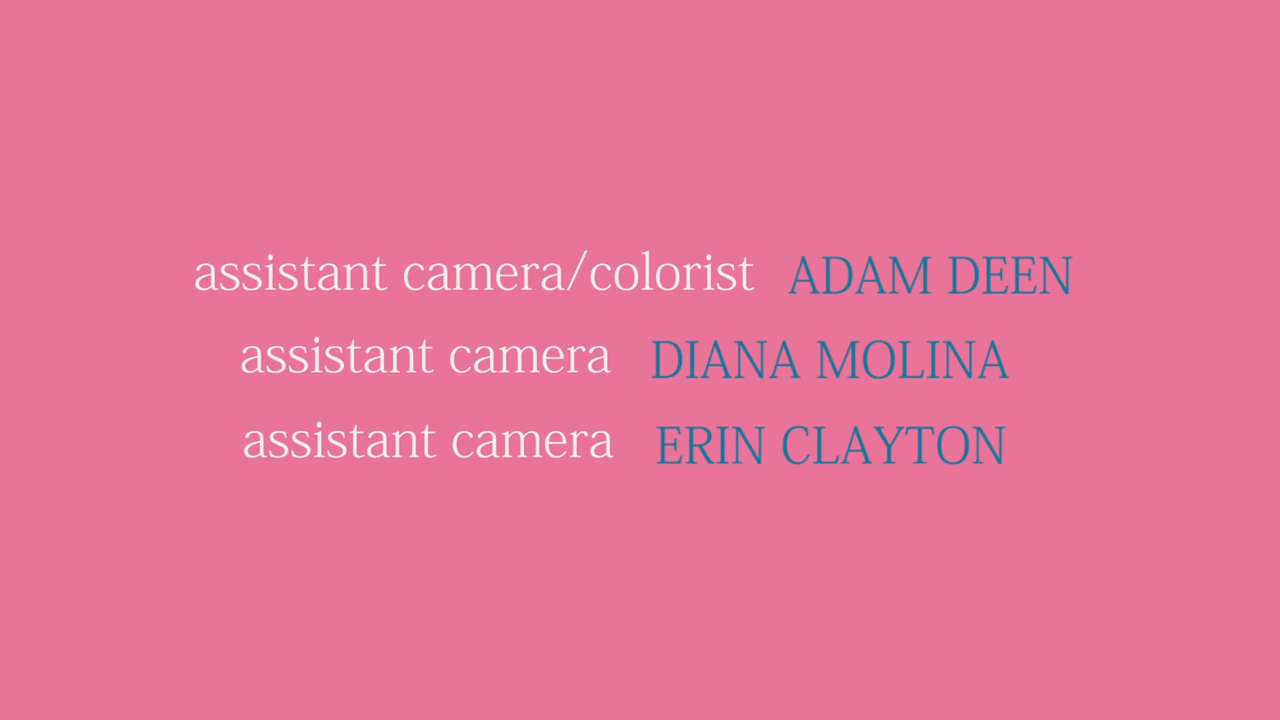 assistant camera/colorist ADAM DEEN
assistant camera DIANA MOLINA
assistant camera ERIN CLAYTON